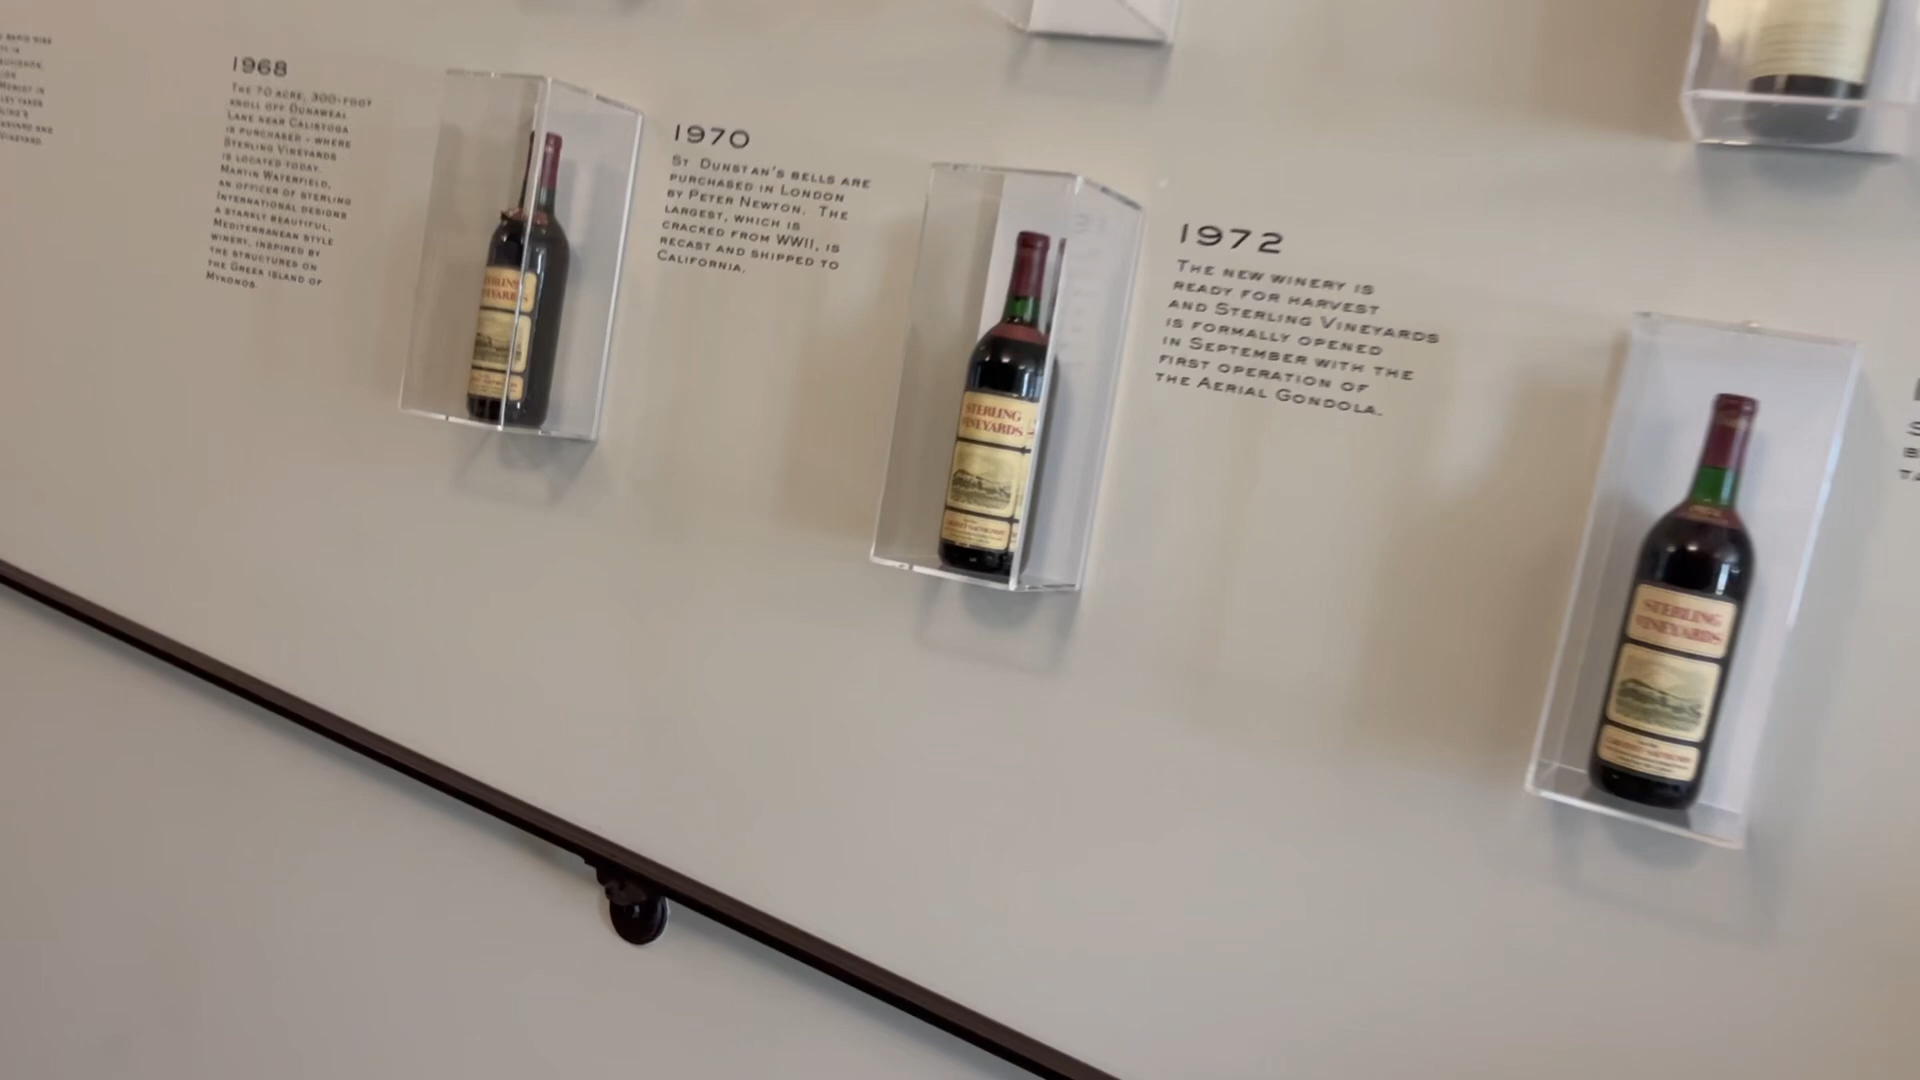 1968
The 70 acre, 300-foot
knoll off Dunaweal
Lane near Calistoga
is purchased - where
Sterling Vineyards
is located today.
Martin Waterfield,
an officer of Sterling
International designs
a starkly beautiful,
Mediterranean style
winery, inspired by
the structures on
the Greek island of
Mykonos.
1970
St Dunstan's bells are
purchased in London
by Peter Newton. The
largest, which is
cracked from WWII, is
recast and shipped to
California.
1972
The new winery is
ready for harvest
and Sterling Vineyards
is formally opened
in September with the
first operation of
the Aerial Gondola.
STERLING
VINEYARDS
STERLING
VINEYARDS
CABERNET SAUVIGNON